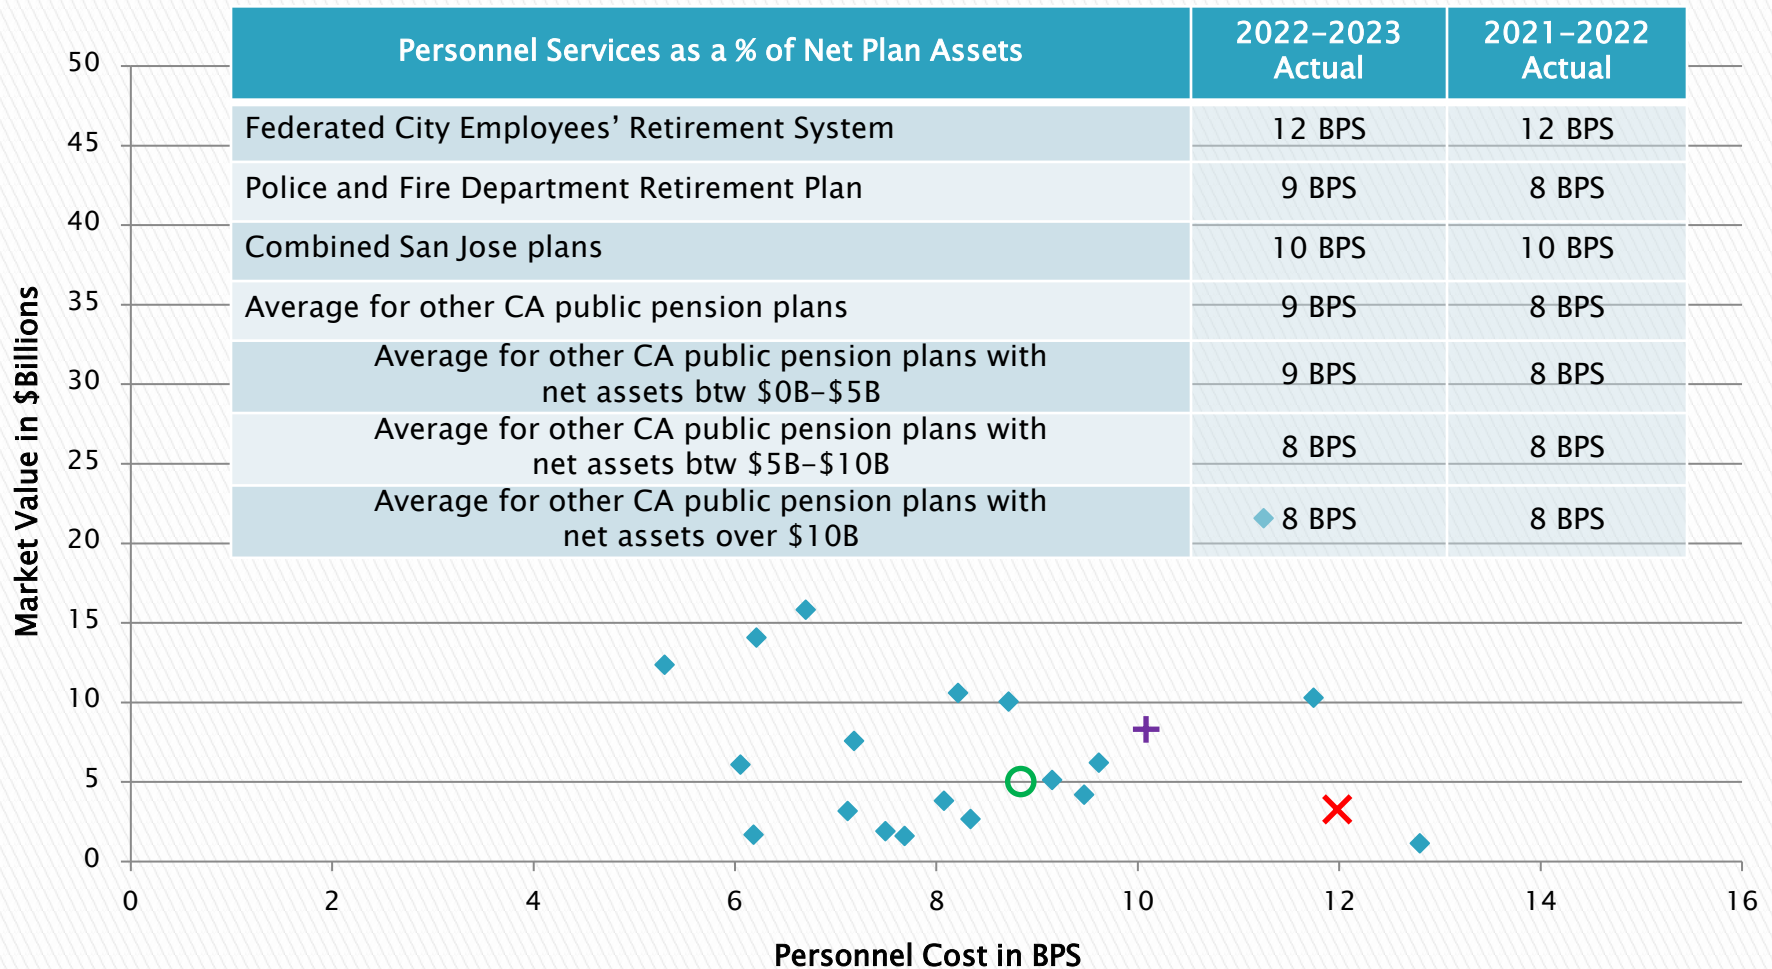 Personnel Services as a % of Net Plan Assets
2022–2023
Actual
2021–2022
Actual
Federated City Employees’ Retirement System
12 BPS
12 BPS
Police and Fire Department Retirement Plan
9 BPS
8 BPS
Combined San Jose plans
10 BPS
10 BPS
Average for other CA public pension plans
9 BPS
8 BPS
Average for other CA public pension plans with
net assets btw $0B–$5B
9 BPS
8 BPS
Average for other CA public pension plans with
net assets btw $5B–$10B
8 BPS
8 BPS
Average for other CA public pension plans with
net assets over $10B
8 BPS
8 BPS
Market Value in $Billions
50
45
40
35
30
25
20
15
10
5
0
0
2
4
6
8
10
12
14
16
Personnel Cost in BPS